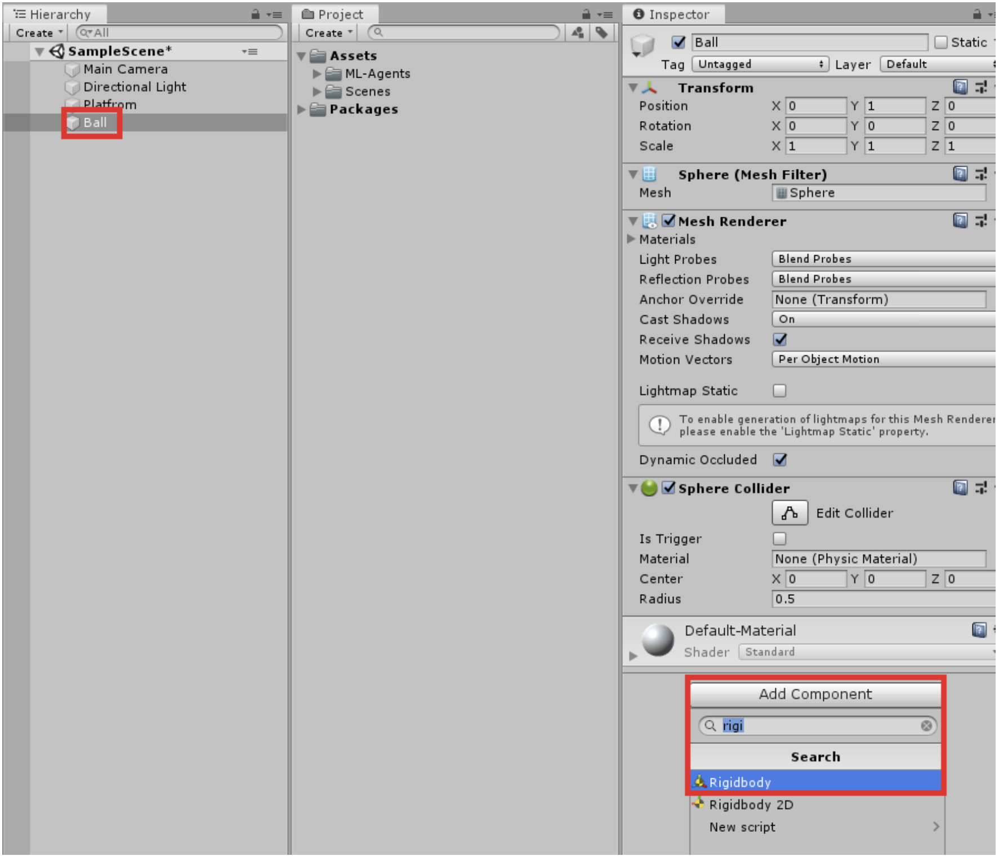 Hierarchy
Create
All
SampleScene*
Main Camera
Directional Light
Platfrom
Ball
Project
Create
Assets
ML-Agents
Scenes
Packages
Inspector
Ball
Static
Tag Untagged Layer Default
Transform
Position X 0 Y 1 Z 0
Rotation X 0 Y 0 Z 0
Scale X 1 Y 1 Z 1
Sphere (Mesh Filter)
Mesh Sphere
Mesh Renderer
Materials
Light Probes Blend Probes
Reflection Probes Blend Probes
Anchor Override None (Transform)
Cast Shadows On
Receive Shadows
Motion Vectors Per Object Motion
Lightmap Static
To enable generation of lightmaps for this Mesh Renderer
please enable the 'Lightmap Static' property.
Dynamic Occluded
Sphere Collider
Edit Collider
Is Trigger
Material None (Physic Material)
Center X 0 Y 0 Z 0
Radius 0.5
Default-Material
Shader Standard
Add Component
rigi
Search
Rigidbody
Rigidbody 2D
New script